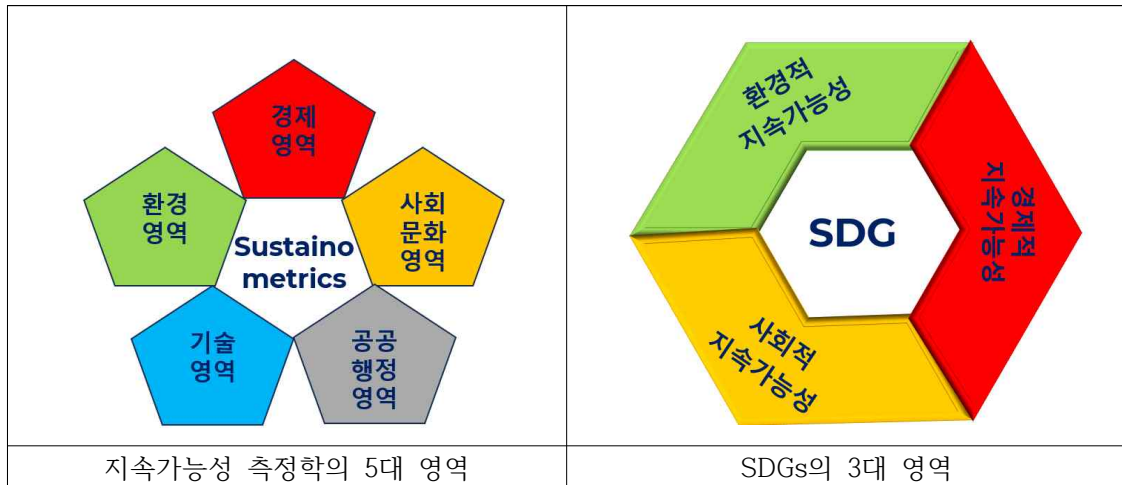 경제
영역
환경
영역
사회
문화
영역
Sustaino
metrics
기술
영역
공공
행정
영역
지속가능성 측정학의 5대 영역
환경적
지속가능성
경제적
지속가능성
SDG
사회적
지속가능성
SDGs의 3대 영역